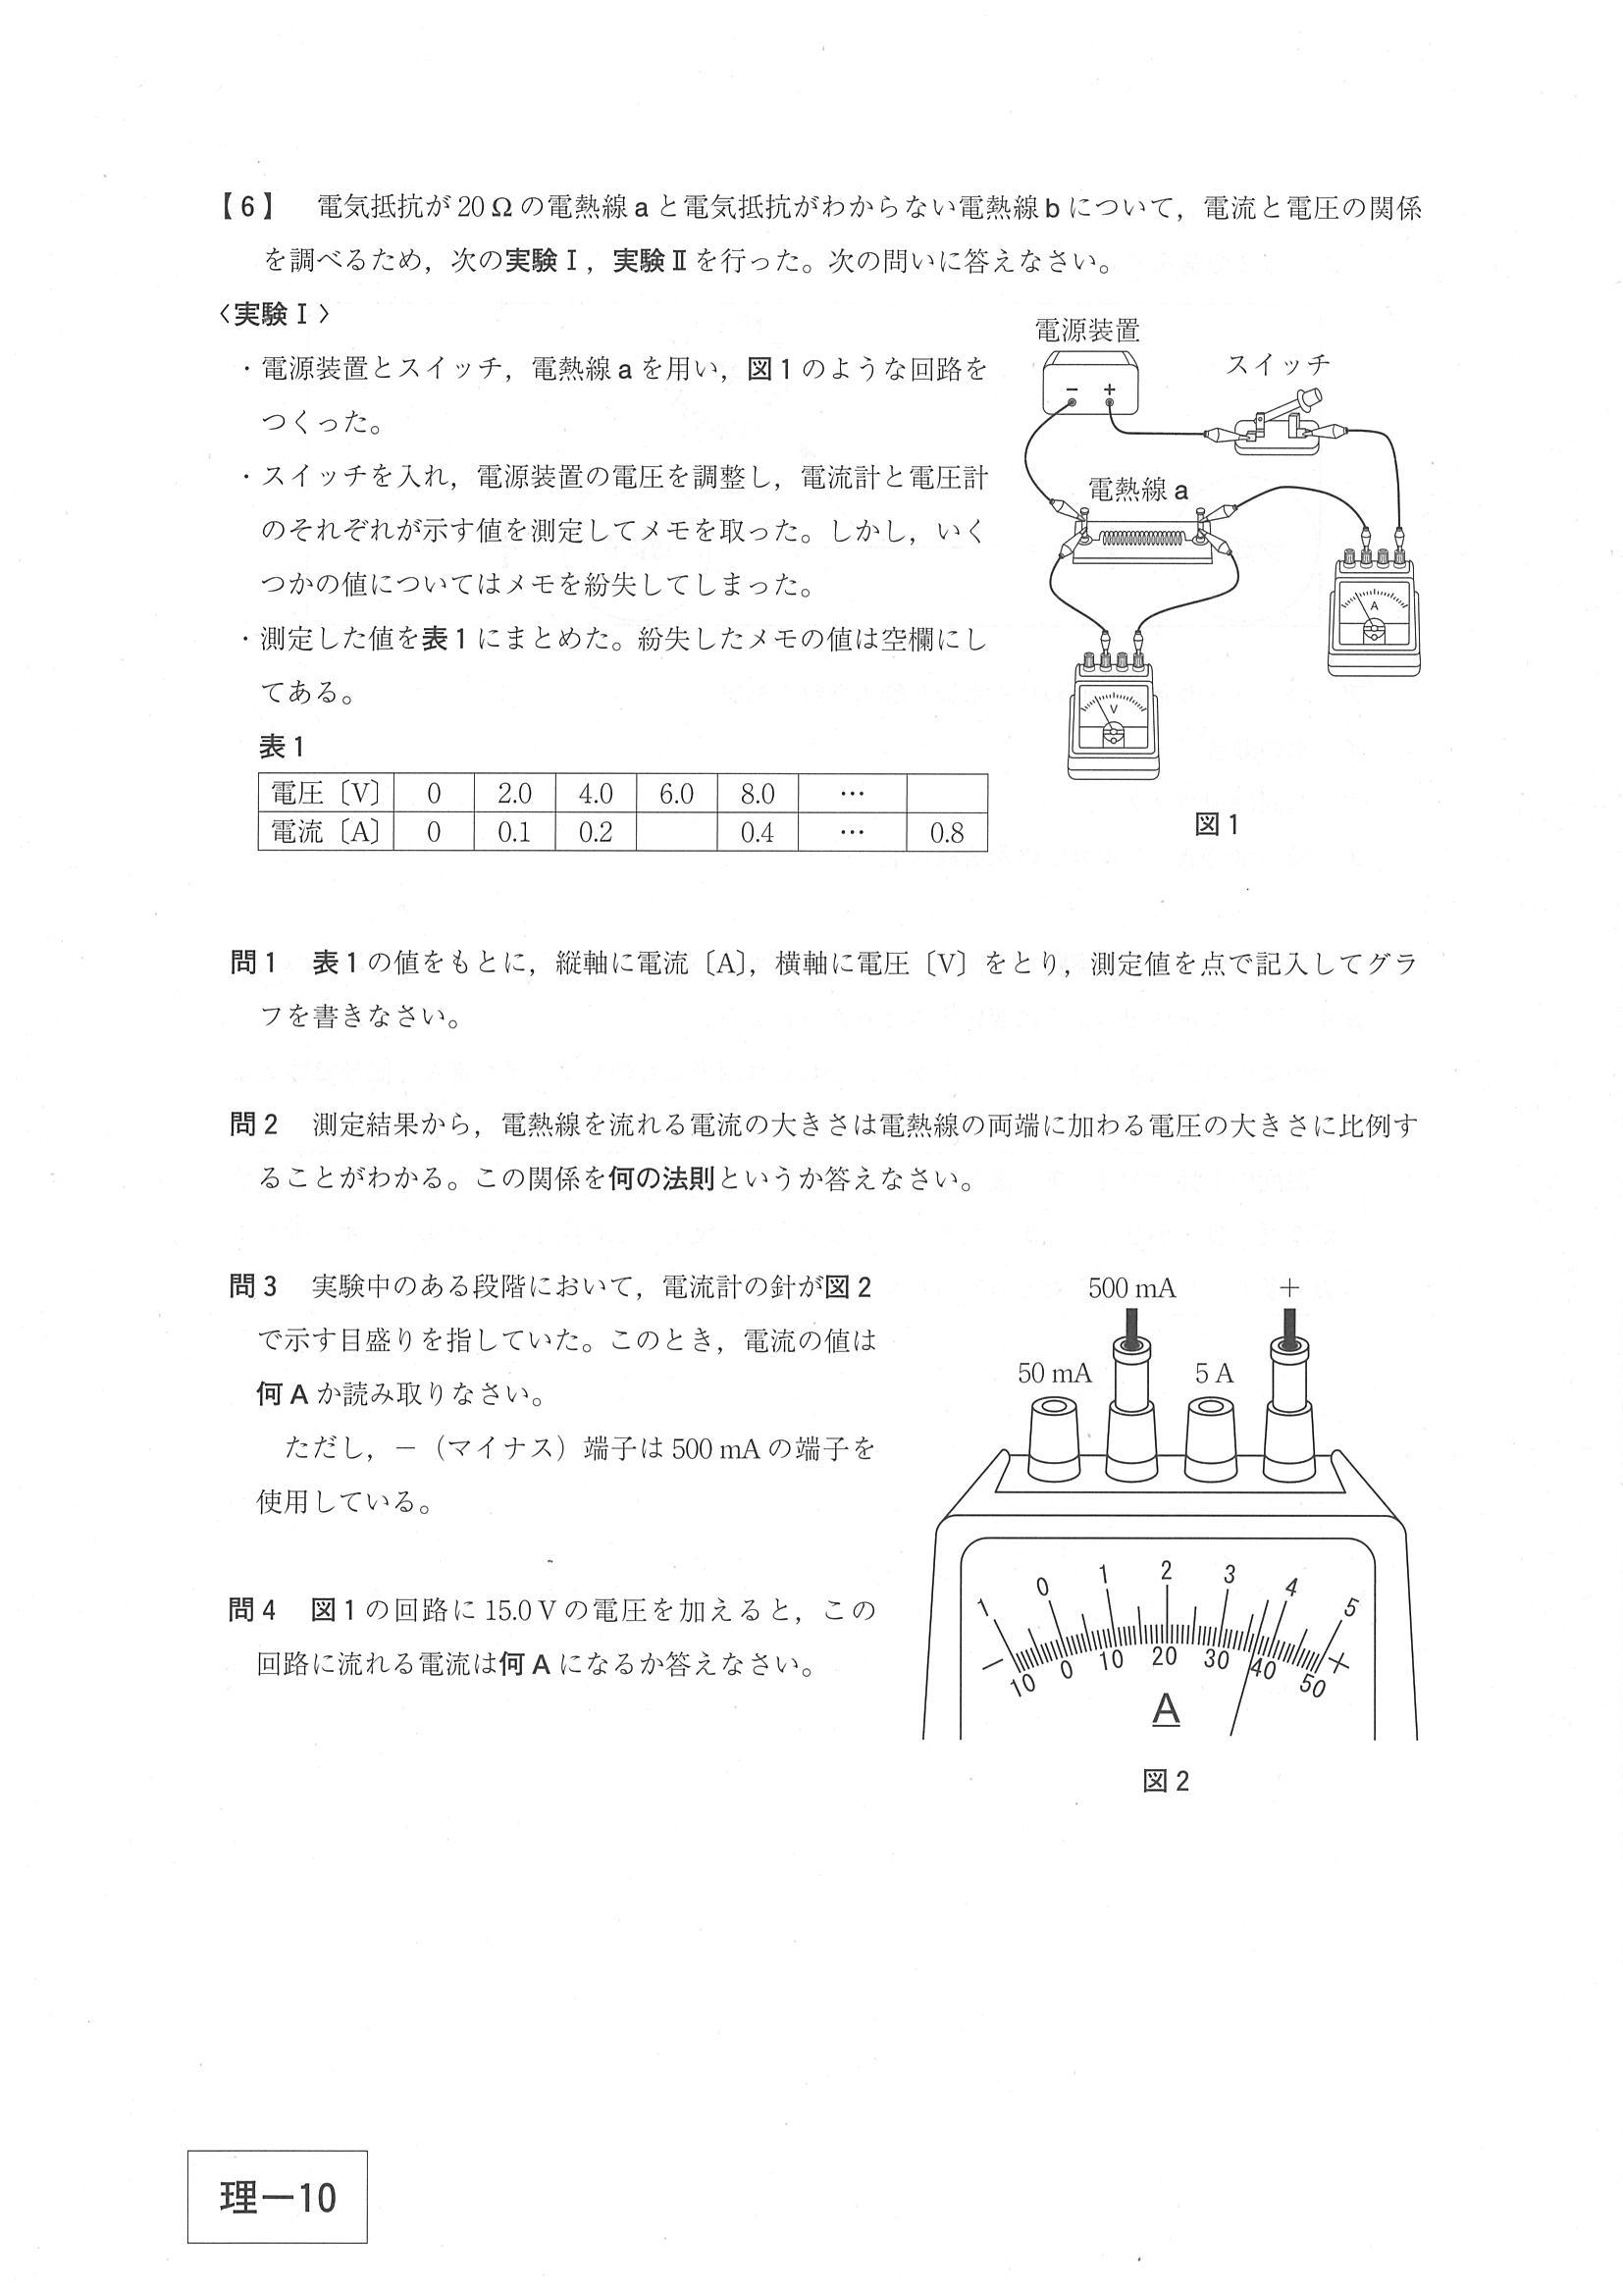 【6】　電気抵抗が20Ωの電熱線aと電気抵抗がわからない電熱線bについて，電流と電圧の関係
を調べるため，次の実験Ⅰ，実験Ⅱを行った。次の問いに答えなさい。
〈実験Ⅰ〉
・電源装置とスイッチ，電熱線aを用い，図1のような回路を
つくった。
・スイッチを入れ，電源装置の電圧を調整し，電流計と電圧計
のそれぞれが示す値を測定してメモを取った。しかし，いく
つかの値についてはメモを紛失してしまった。
・測定した値を表1にまとめた。紛失したメモの値は空欄にし
てある。
表1
電圧〔V〕 0 2.0 4.0 6.0 8.0 …
電流〔A〕 0 0.1 0.2 0.4 … 0.8
電源装置
− ＋
スイッチ
電熱線a
A
V
図1
問1　表1の値をもとに，縦軸に電流〔A〕，横軸に電圧〔V〕をとり，測定値を点で記入してグラ
フを書きなさい。
問2　測定結果から，電熱線を流れる電流の大きさは電熱線の両端に加わる電圧の大きさに比例す
ることがわかる。この関係を何の法則というか答えなさい。
問3　実験中のある段階において，電流計の針が図2
で示す目盛りを指していた。このとき，電流の値は
何Aか読み取りなさい。
ただし，－（マイナス）端子は500 mAの端子を
使用している。
問4　図1の回路に15.0 Vの電圧を加えると，この
回路に流れる電流は何Aになるか答えなさい。
500 mA ＋
50 mA 5 A
1 0 1 2 3 4 5
− 10 0 10 20 30 40 50 ＋
A
図2
理－10